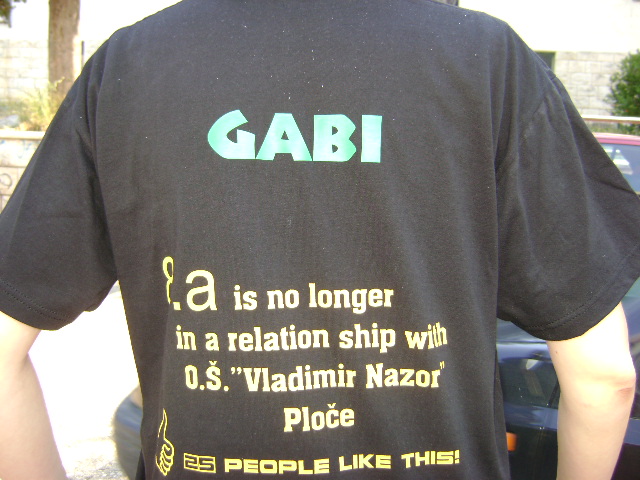 GABI
8.a is no longer
in a relation ship with
O.Š."Vladimir Nazor"
Ploče
25 PEOPLE LIKE THIS!